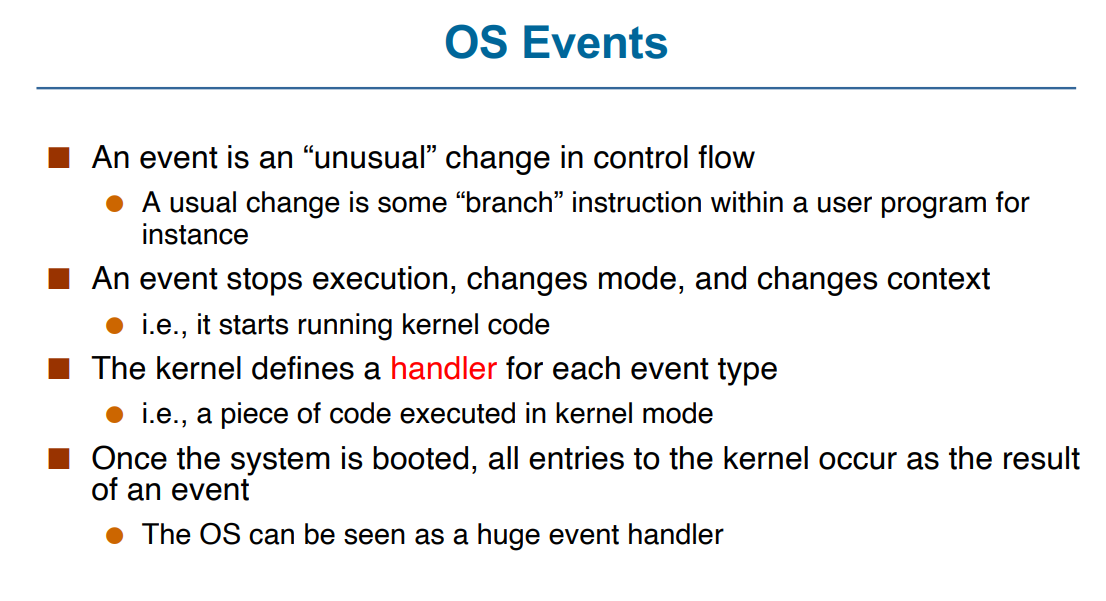 OS Events
An event is an “unusual” change in control flow
A usual change is some “branch” instruction within a user program for
instance
An event stops execution, changes mode, and changes context
i.e., it starts running kernel code
The kernel defines a handler for each event type
i.e., a piece of code executed in kernel mode
Once the system is booted, all entries to the kernel occur as the result
of an event
The OS can be seen as a huge event handler